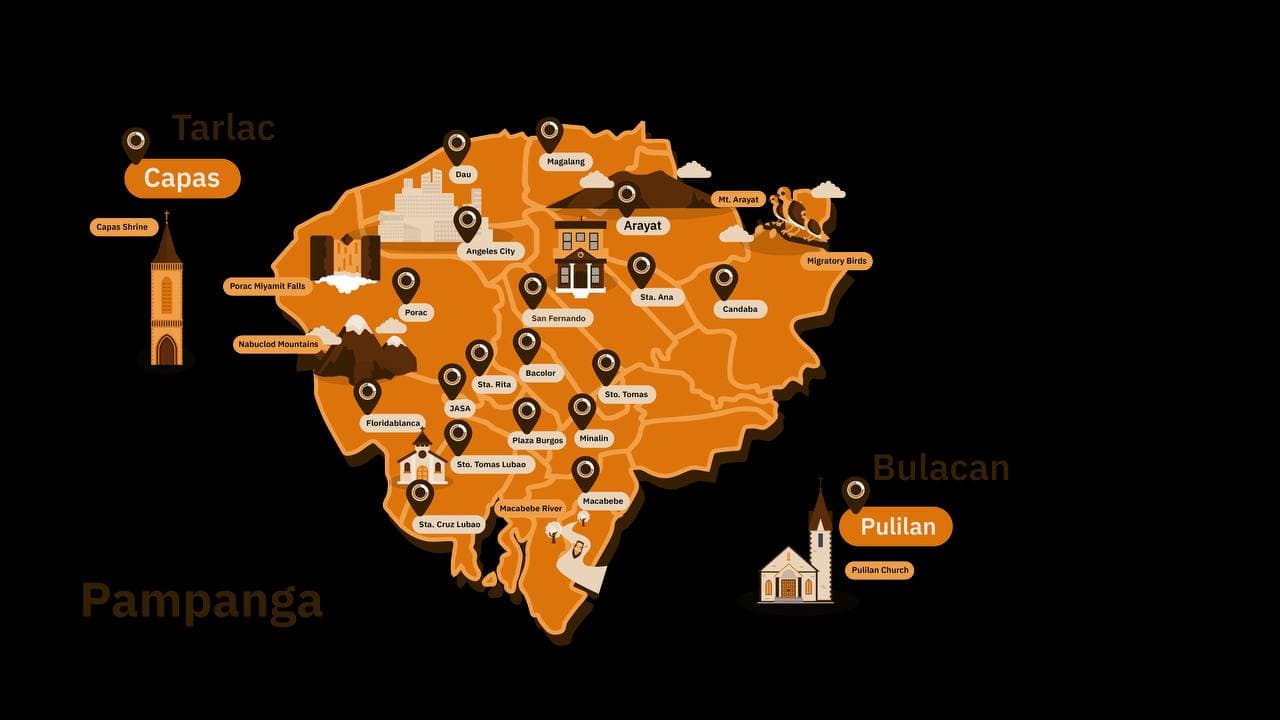 Tarlac
Capas
Capas Shrine
Dau
Magalang
Mt. Arayat
Arayat
Angeles City
Migratory Birds
Porac Miyamit Falls
Porac
Sta. Ana
Candaba
San Fernando
Nabuclod Mountains
Bacolor
Sta. Rita
Sto. Tomas
JASA
Floridablanca
Plaza Burgos
Minalin
Sto. Tomas Lubao
Macabebe
Macabebe River
Sta. Cruz Lubao
Bulacan
Pulilan
Pulilan Church
Pampanga